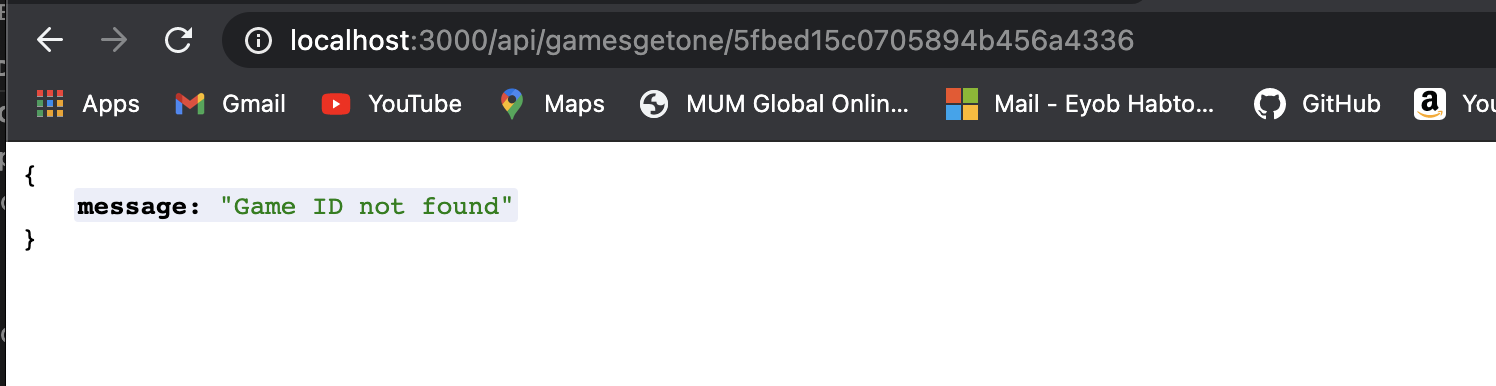 localhost:3000/api/gamesgetone/5fbed15c0705894b456a4336
Apps Gmail YouTube Maps MUM Global Onlin... Mail - Eyob Habto... GitHub You
{
message: "Game ID not found"
}